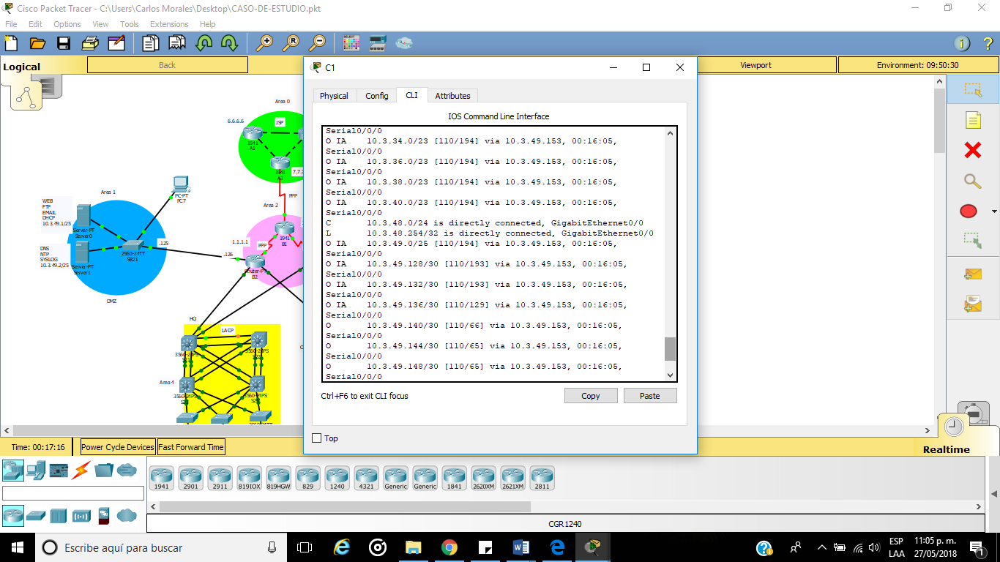 Cisco Packet Tracer - C:\Users\Carlos Morales\Desktop\CASO-DE-ESTUDIO.pkt
File Edit Options View Tools Extensions Help
Logical
Back
Viewport
Environment: 09:50:30
Area 0
6.6.6.6
ISP
1941
A1
1941
A3
7.7.7
PPP
Area 1
PC-PT
PC7
WEB
FTP
EMAIL
DHCP
10.3.49.1/25
Server-PT
Server0
DNS
NTP
SYSLOG
10.3.49.2/25
Server-PT
Server1
2960-24TT
SB21
.125
.126
DMZ
Area 2
1.1.1.1
PPP
1941
B1
Router-PT
B2
HQ
LACP
3560-24PS
3560-24PS
Area 4
3560-24PS
3560-24PS
C1
Physical Config CLI Attributes
IOS Command Line Interface
Serial0/0/0
O IA 10.3.34.0/23 [110/194] via 10.3.49.153, 00:16:05,
Serial0/0/0
O IA 10.3.36.0/23 [110/194] via 10.3.49.153, 00:16:05,
Serial0/0/0
O IA 10.3.38.0/23 [110/194] via 10.3.49.153, 00:16:05,
Serial0/0/0
O IA 10.3.40.0/23 [110/194] via 10.3.49.153, 00:16:05,
Serial0/0/0
C 10.3.48.0/24 is directly connected, GigabitEthernet0/0
L 10.3.48.254/32 is directly connected, GigabitEthernet0/0
O IA 10.3.49.0/25 [110/194] via 10.3.49.153, 00:16:05,
Serial0/0/0
O IA 10.3.49.128/30 [110/193] via 10.3.49.153, 00:16:05,
Serial0/0/0
O IA 10.3.49.132/30 [110/193] via 10.3.49.153, 00:16:05,
Serial0/0/0
O IA 10.3.49.136/30 [110/129] via 10.3.49.153, 00:16:05,
Serial0/0/0
O 10.3.49.140/30 [110/66] via 10.3.49.153, 00:16:05,
Serial0/0/0
O 10.3.49.144/30 [110/65] via 10.3.49.153, 00:16:05,
Serial0/0/0
O 10.3.49.148/30 [110/65] via 10.3.49.153, 00:16:05,
Serial0/0/0
Ctrl+F6 to exit CLI focus
Copy
Paste
Top
Time: 00:17:16
Power Cycle Devices
Fast Forward Time
Realtime
1941 2901 2911 819IOX 819HGW 829 1240 4321 Generic Generic 1841 2620XM 2621XM 2811
CGR1240
Escribe aquí para buscar
ESP
LAA
11:05 p. m.
27/05/2018
1